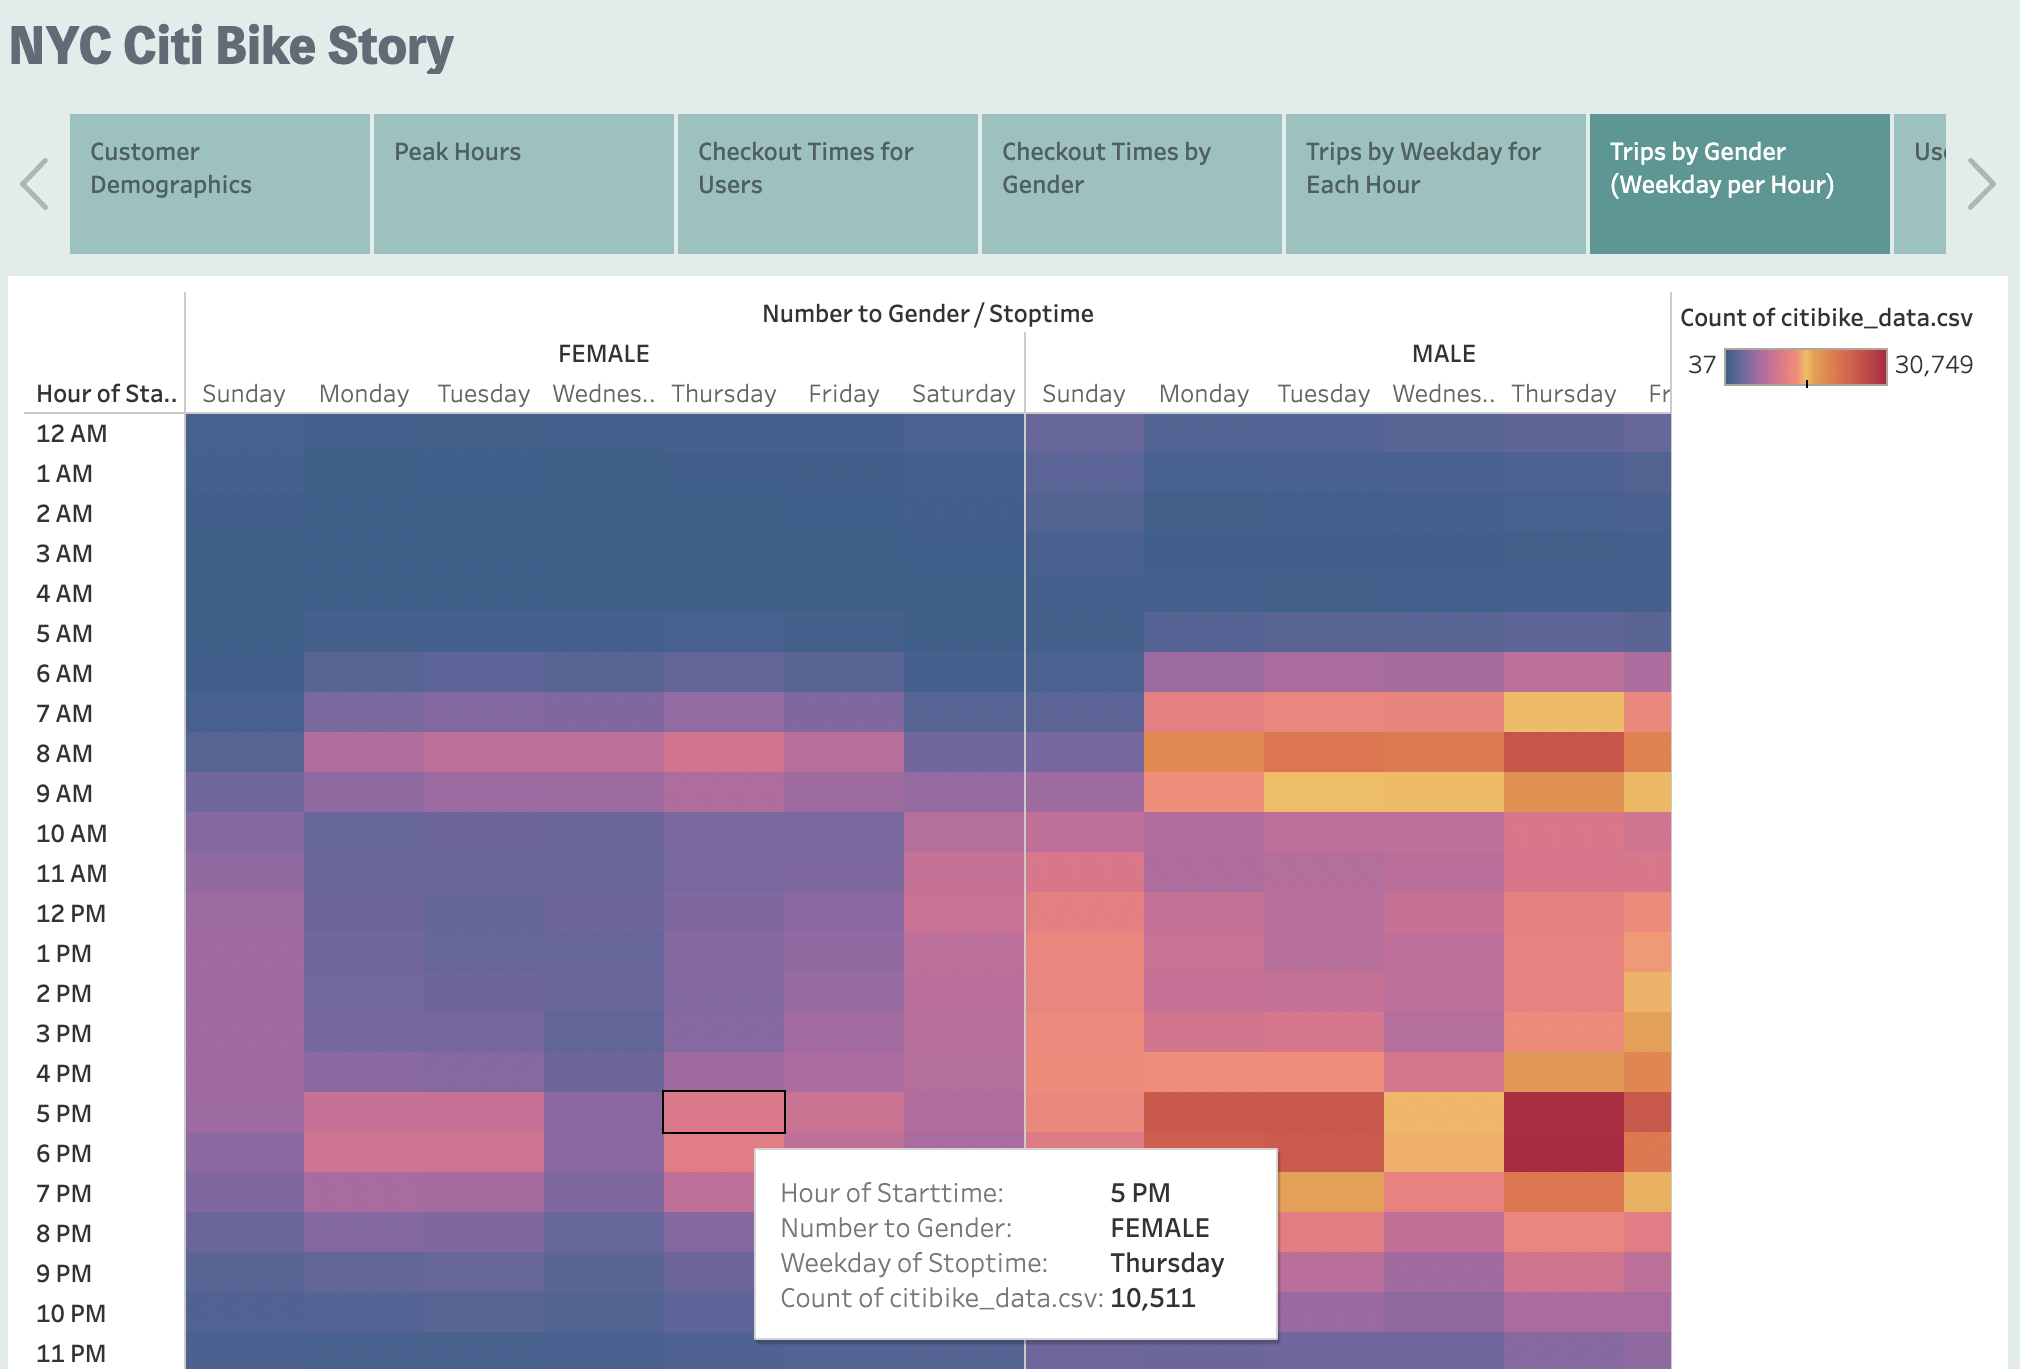 NYC Citi Bike Story
Customer
Demographics
Peak Hours
Checkout Times for
Users
Checkout Times by
Gender
Trips by Weekday for
Each Hour
Trips by Gender
(Weekday per Hour)
Number to Gender / Stoptime
FEMALE MALE
Hour of Sta.. Sunday Monday Tuesday Wednes.. Thursday Friday Saturday Sunday Monday Tuesday Wednes.. Thursday Fr
Count of citibike_data.csv
37 30,749
12 AM
1 AM
2 AM
3 AM
4 AM
5 AM
6 AM
7 AM
8 AM
9 AM
10 AM
11 AM
12 PM
1 PM
2 PM
3 PM
4 PM
5 PM
6 PM
7 PM
8 PM
9 PM
10 PM
11 PM
Hour of Starttime: 5 PM
Number to Gender: FEMALE
Weekday of Stoptime: Thursday
Count of citibike_data.csv: 10,511